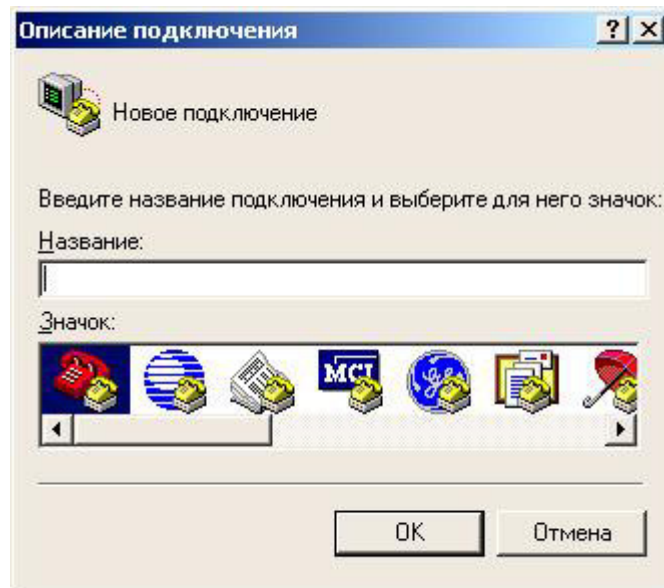 Описание подключения
Новое подключение
Введите название подключения и выберите для него значок:
Название:
Значок:
MCI
OK
Отмена